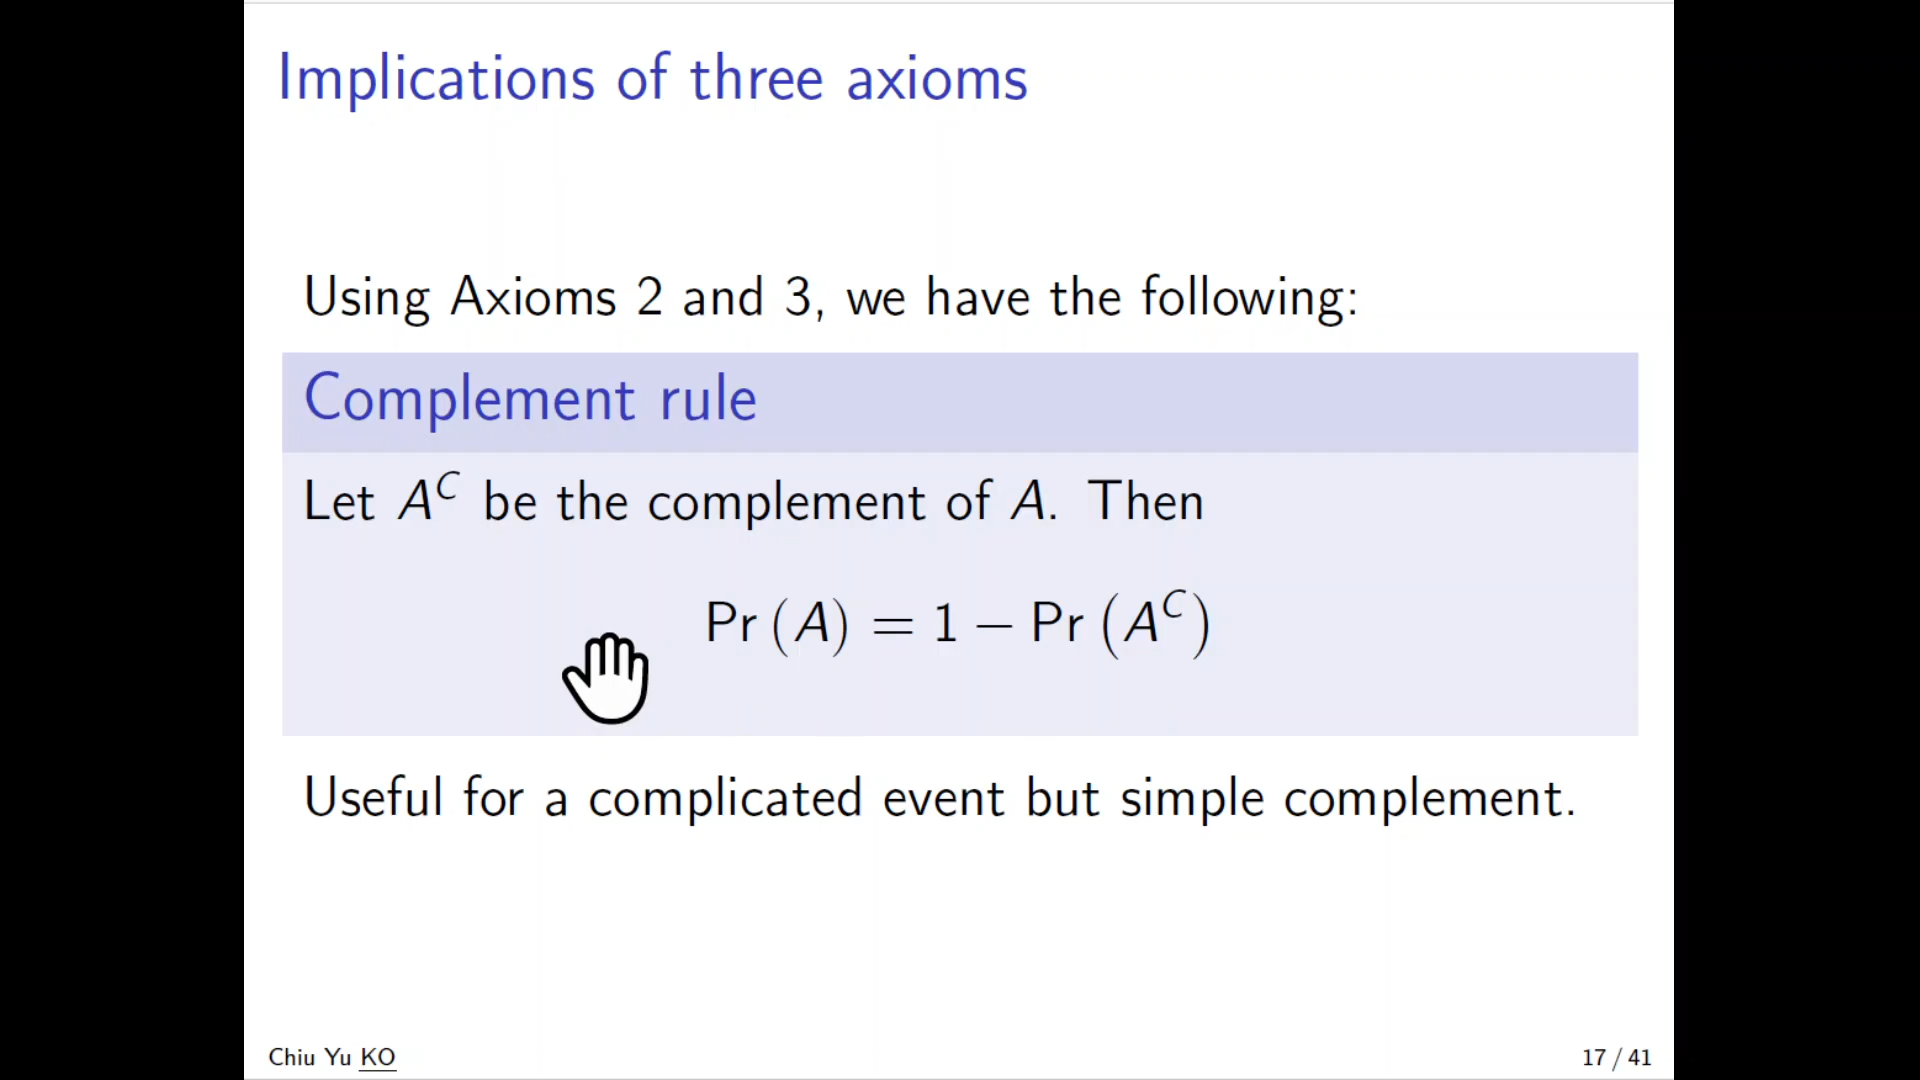 Implications of three axioms
Using Axioms 2 and 3, we have the following:
Complement rule
Let A^C be the complement of A. Then
Pr (A) = 1 − Pr (A^C)
Useful for a complicated event but simple complement.
Chiu Yu KO
17 / 41